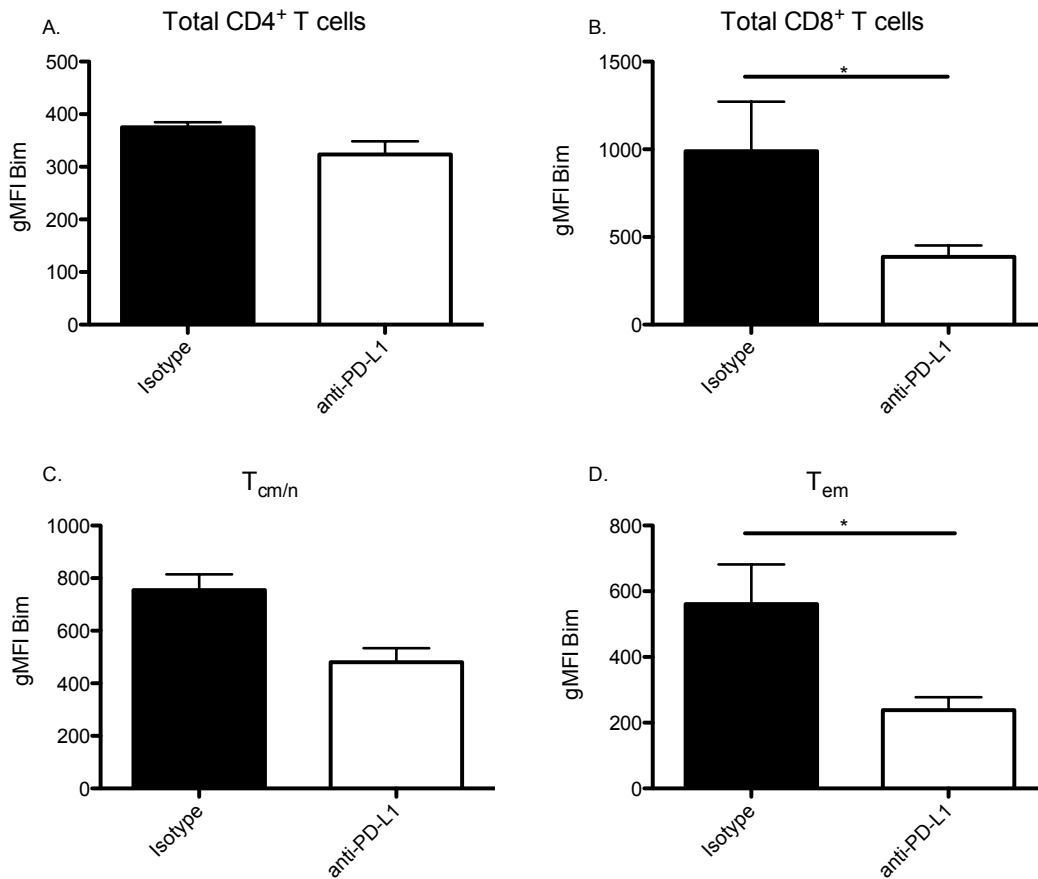 A.
Total CD4+ T cells
gMFI Bim
500
400
300
200
100
0
Isotype
anti-PD-L1
B.
Total CD8+ T cells
*
gMFI Bim
1500
1000
500
0
Isotype
anti-PD-L1
C.
Tcm/n
gMFI Bim
1000
800
600
400
200
0
Isotype
anti-PD-L1
D.
Tem
*
gMFI Bim
800
600
400
200
0
Isotype
anti-PD-L1